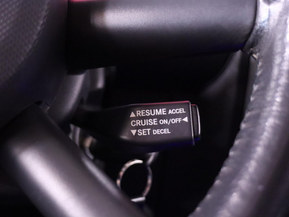 ▲RESUME ACCEL
CRUISE ON/OFF◀
▼SET DECEL